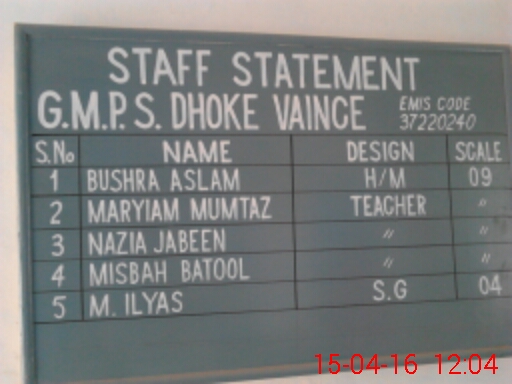 STAFF STATEMENT
G.M.P.S. DHOKE VAINCE EMIS CODE 37220240
S.No NAME DESIGN SCALE
1 BUSHRA ASLAM H/M 09
2 MARYIAM MUMTAZ TEACHER "
3 NAZIA JABEEN " "
4 MISBAH BATOOL " "
5 M. ILYAS S.G 04
15-04-16 12:04